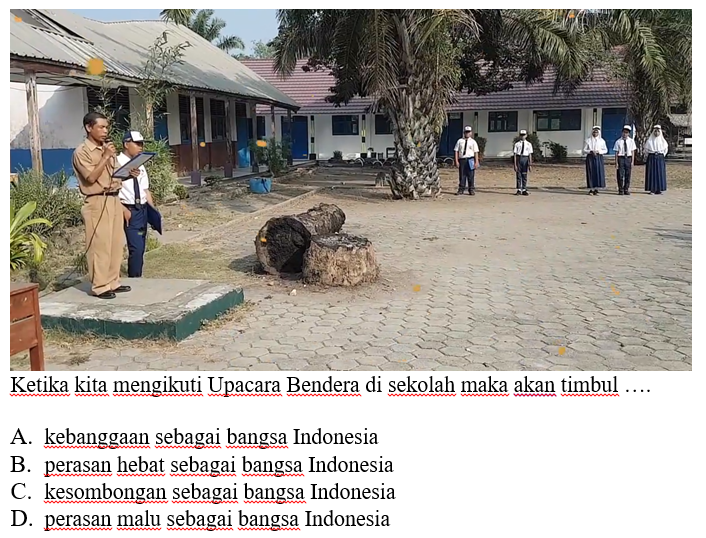 Ketika kita mengikuti Upacara Bendera di sekolah maka akan timbul ….
A. kebanggaan sebagai bangsa Indonesia
B. perasan hebat sebagai bangsa Indonesia
C. kesombongan sebagai bangsa Indonesia
D. perasan malu sebagai bangsa Indonesia